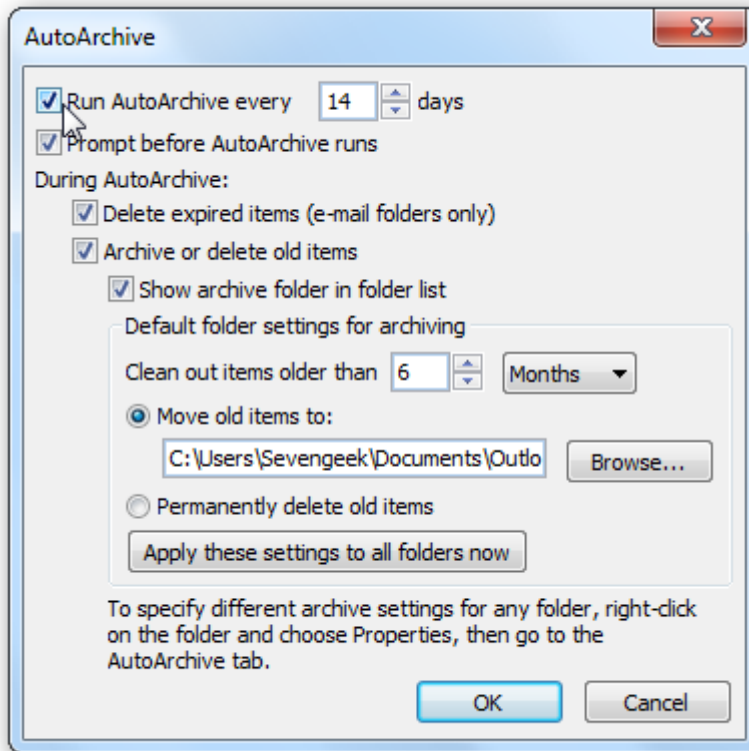 AutoArchive
Run AutoArchive every 14 days
Prompt before AutoArchive runs
During AutoArchive:
Delete expired items (e-mail folders only)
Archive or delete old items
Show archive folder in folder list
Default folder settings for archiving
Clean out items older than 6 Months
Move old items to:
C:\Users\Sevengeek\Documents\Outlo Browse...
Permanently delete old items
Apply these settings to all folders now
To specify different archive settings for any folder, right-click
on the folder and choose Properties, then go to the
AutoArchive tab.
OK Cancel